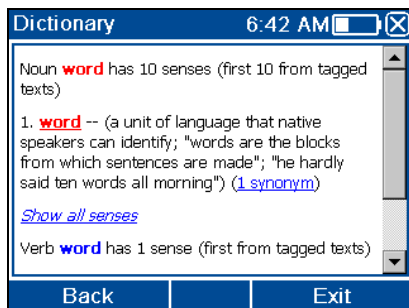 Dictionary 6:42 AM
Noun word has 10 senses (first 10 from tagged
texts)
1. word -- (a unit of language that native
speakers can identify; "words are the blocks
from which sentences are made"; "he hardly
said ten words all morning") (1 synonym)
Show all senses
Verb word has 1 sense (first from tagged texts)
Back Exit